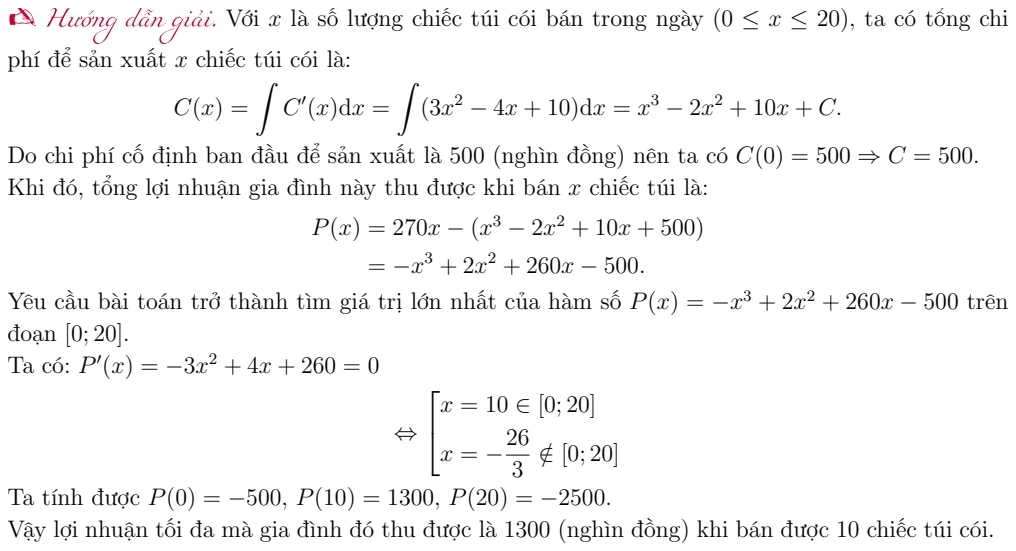 Hướng dẫn giải. Với x là số lượng chiếc túi cói bán trong ngày (0 ≤ x ≤ 20), ta có tổng chi
phí để sản xuất x chiếc túi cói là:
C(x) = ∫ C′(x)dx = ∫ (3x² − 4x + 10)dx = x³ − 2x² + 10x + C.
Do chi phí cố định ban đầu để sản xuất là 500 (nghìn đồng) nên ta có C(0) = 500 ⇒ C = 500.
Khi đó, tổng lợi nhuận gia đình này thu được khi bán x chiếc túi là:
P(x) = 270x − (x³ − 2x² + 10x + 500)
= −x³ + 2x² + 260x − 500.
Yêu cầu bài toán trở thành tìm giá trị lớn nhất của hàm số P(x) = −x³ + 2x² + 260x − 500 trên
đoạn [0; 20].
Ta có: P′(x) = −3x² + 4x + 260 = 0
⇔ [ x = 10 ∈ [0; 20]
x = −26/3 ∉ [0; 20]
Ta tính được P(0) = −500, P(10) = 1300, P(20) = −2500.
Vậy lợi nhuận tối đa mà gia đình đó thu được là 1300 (nghìn đồng) khi bán được 10 chiếc túi cói.